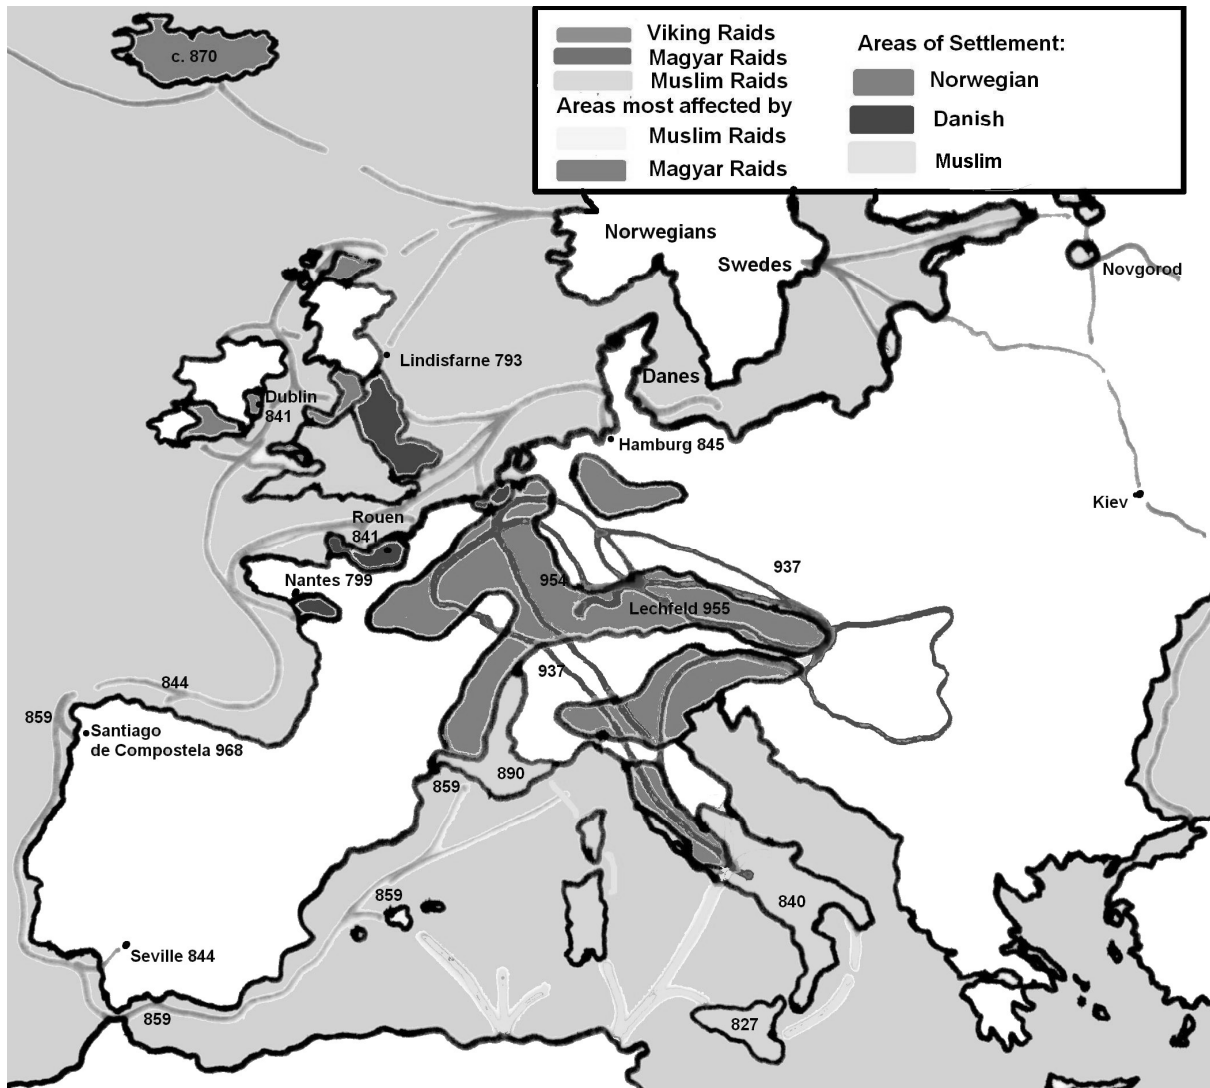 c. 870
Viking Raids
Magyar Raids
Muslim Raids
Areas most affected by
Muslim Raids
Magyar Raids
Areas of Settlement:
Norwegian
Danish
Muslim
Norwegians
Swedes
Novgorod
Lindisfarne 793
Danes
Dublin
841
Hamburg 845
Kiev
Rouen
841
Nantes 799
954
937
Lechfeld 955
937
844
859
Santiago
de Compostela 968
890
859
859
840
Seville 844
859
827